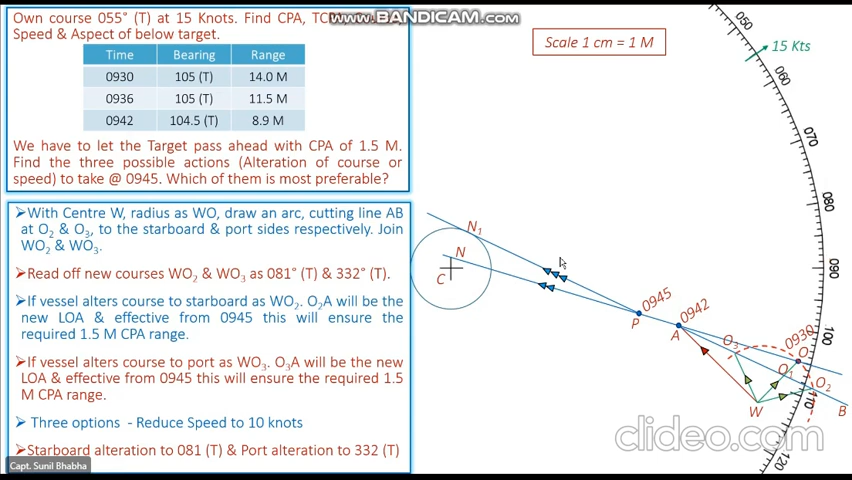 Own course 055° (T) at 15 Knots. Find CPA, TCPA,
Speed & Aspect of below target.
WWW.BANDICAM.COM
Time Bearing Range
0930 105 (T) 14.0 M
0936 105 (T) 11.5 M
0942 104.5 (T) 8.9 M
We have to let the Target pass ahead with CPA of 1.5 M.
Find the three possible actions (Alteration of course or
speed) to take @ 0945. Which of them is most preferable?
➢With Centre W, radius as WO, draw an arc, cutting line AB
at O2 & O3, to the starboard & port sides respectively. Join
WO2 & WO3.
➢Read off new courses WO2 & WO3 as 081° (T) & 332° (T).
➢If vessel alters course to starboard as WO2. O2A will be the
new LOA & effective from 0945 this will ensure the
required 1.5 M CPA range.
➢If vessel alters course to port as WO3. O3A will be the new
LOA & effective from 0945 this will ensure the required 1.5
M CPA range.
➢Three options - Reduce Speed to 10 knots
➢Starboard alteration to 081 (T) & Port alteration to 332 (T)
Capt. Sunil Bhabha
Scale 1 cm = 1 M
15 Kts
050
060
070
080
090
100
110
120
N1
N
C
0945
P
0942
A
0930
O
O3
O1
O2
W
B
clideo.com